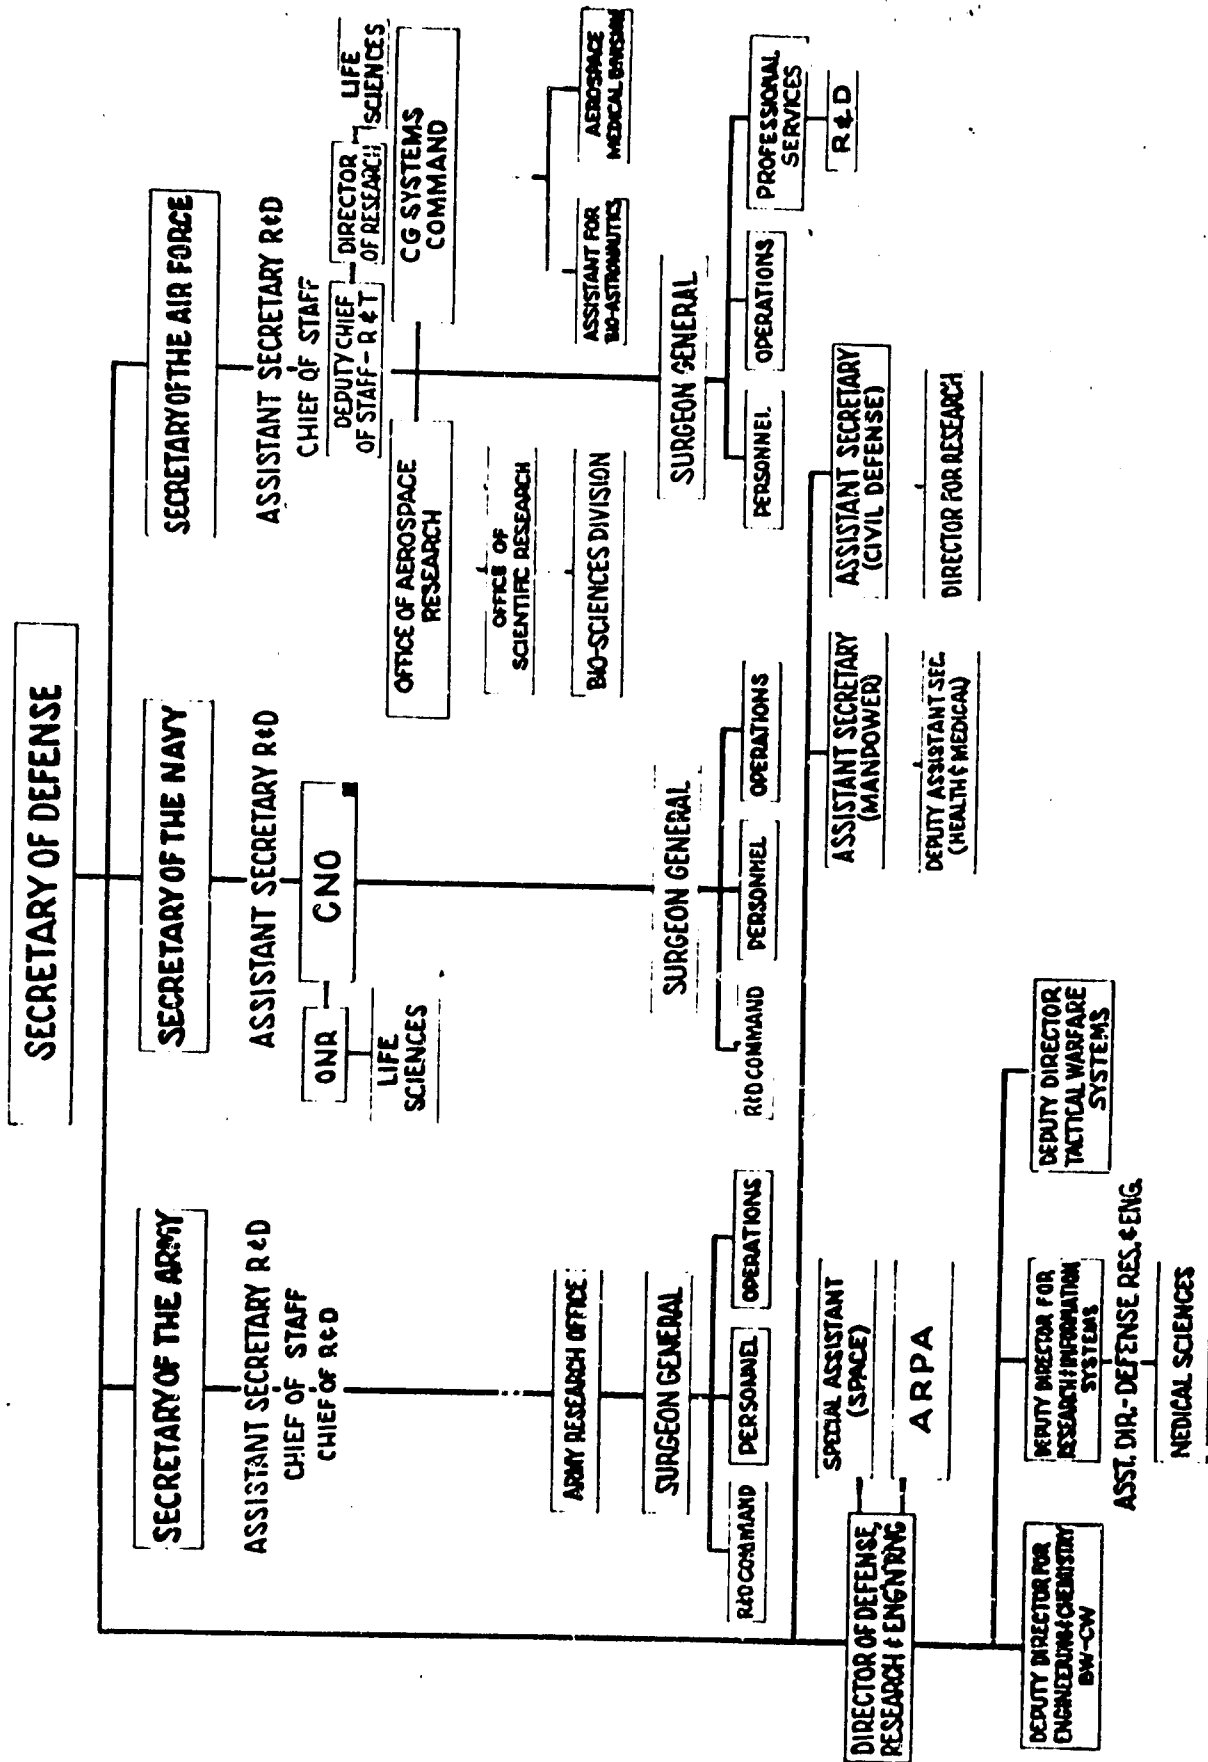 SECRETARY OF DEFENSE
SECRETARY OF THE ARMY
ASSISTANT SECRETARY R&D
CHIEF OF STAFF
CHIEF OF R&D
ARMY RESEARCH OFFICE
SURGEON GENERAL
R&D COMMAND
PERSONNEL
OPERATIONS
SECRETARY OF THE NAVY
ASSISTANT SECRETARY R&D
CNO
ONR
LIFE
SCIENCES
SURGEON GENERAL
R&D COMMAND
PERSONNEL
OPERATIONS
SECRETARY OF THE AIR FORCE
ASSISTANT SECRETARY R&D
CHIEF OF STAFF
DEPUTY CHIEF
OF STAFF - R & T
DIRECTOR
OF RESEARCH
LIFE
SCIENCES
OFFICE OF AEROSPACE
RESEARCH
CG SYSTEMS
COMMAND
OFFICE OF
SCIENTIFIC RESEARCH
BIO-SCIENCES DIVISION
ASSISTANT FOR
BIO-ASTRONAUTICS
AEROSPACE
MEDICAL DIVISION
SURGEON GENERAL
PERSONNEL
OPERATIONS
PROFESSIONAL
SERVICES
R & D
DIRECTOR OF DEFENSE,
RESEARCH & ENG'N'RNG
SPECIAL ASSISTANT
(SPACE)
ARPA
ASSISTANT SECRETARY
(MANPOWER)
DEPUTY ASSISTANT SEC.
(HEALTH & MEDICAL)
ASSISTANT SECRETARY
(CIVIL DEFENSE)
DIRECTOR FOR RESEARCH
DEPUTY DIRECTOR FOR
ENGINEERING & CHEMISTRY
BW-CW
DEPUTY DIRECTOR FOR
RESEARCH & INFORMATION
SYSTEMS
ASST. DIR.- DEFENSE RES. & ENG.
MEDICAL SCIENCES
DEPUTY DIRECTOR
TACTICAL WARFARE
SYSTEMS